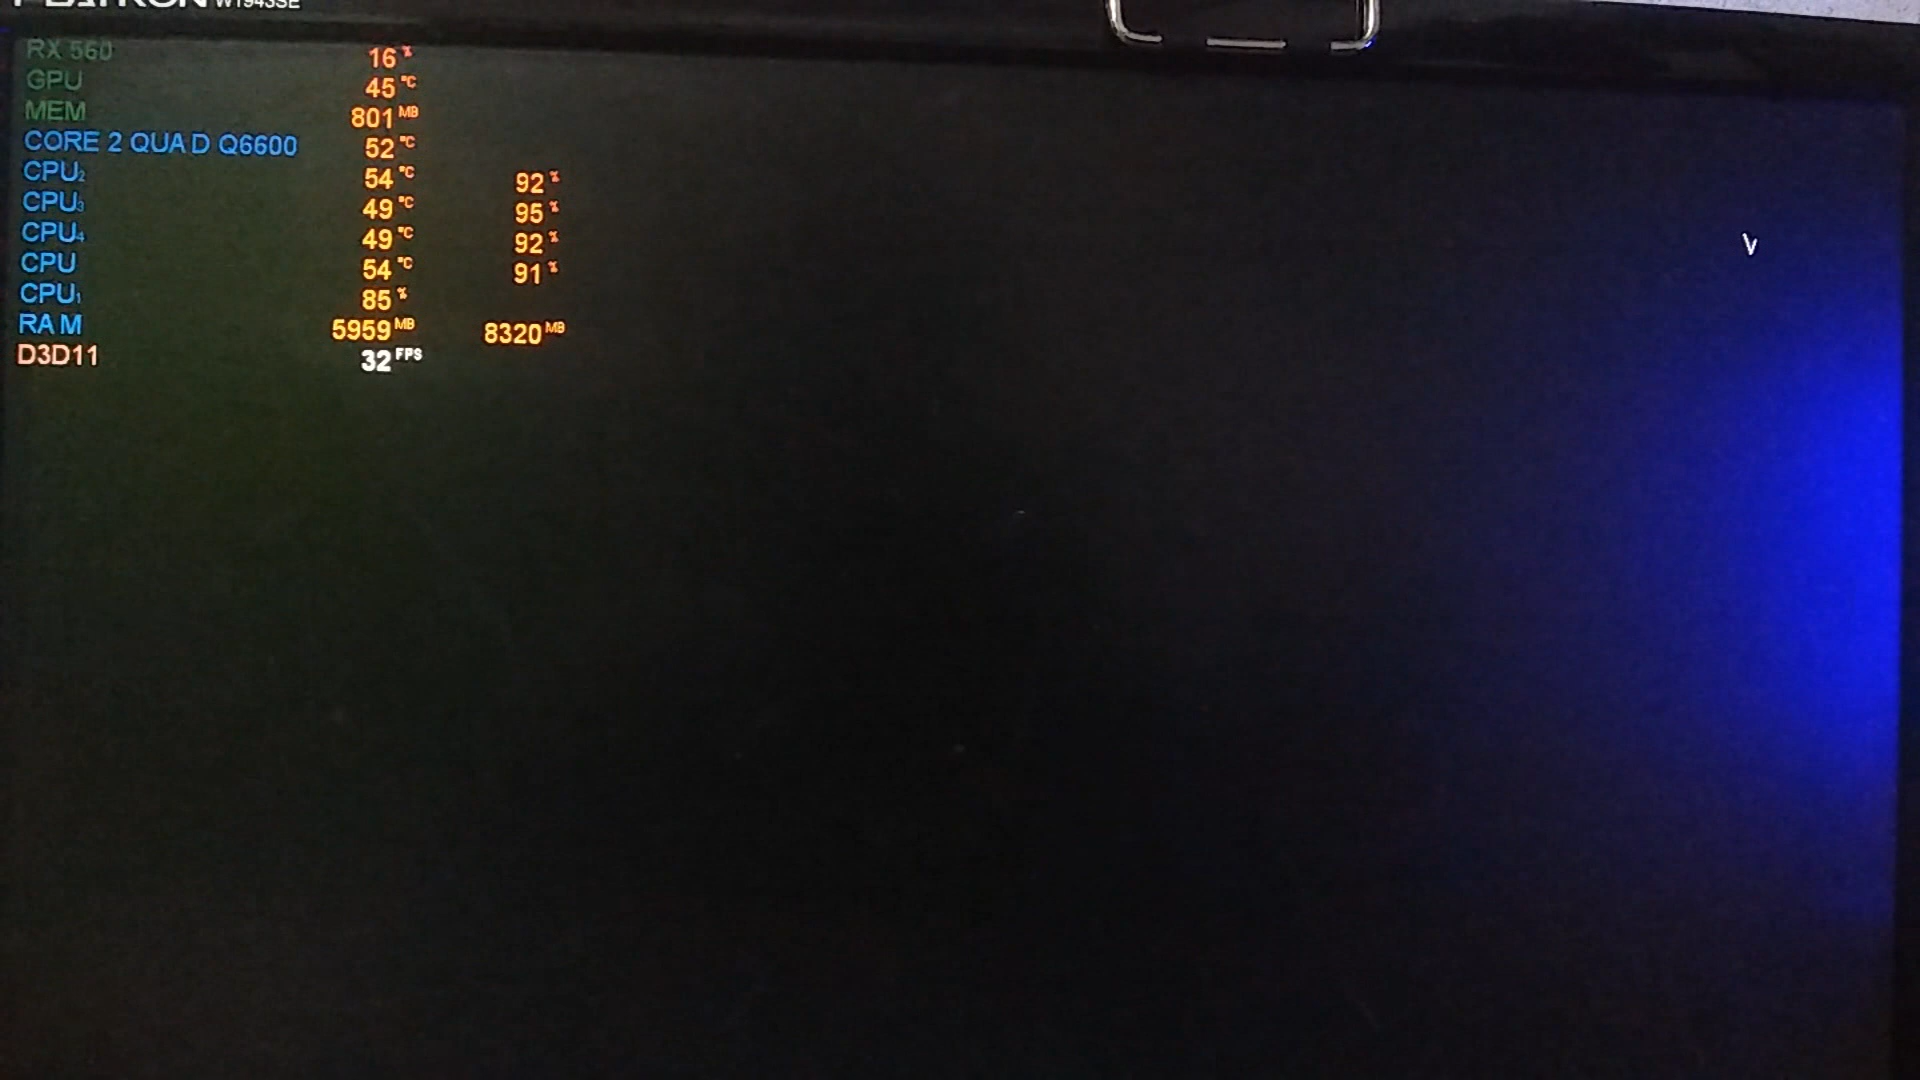 W1943SE
RX 560 16 %
GPU 45 °C
MEM 801 MB
CORE 2 QUAD Q6600 52 °C
CPU2 54 °C 92 %
CPU3 49 °C 95 %
CPU4 49 °C 92 %
CPU 54 °C 91 %
CPU1 85 %
RAM 5959 MB 8320 MB
D3D11 32 FPS
V